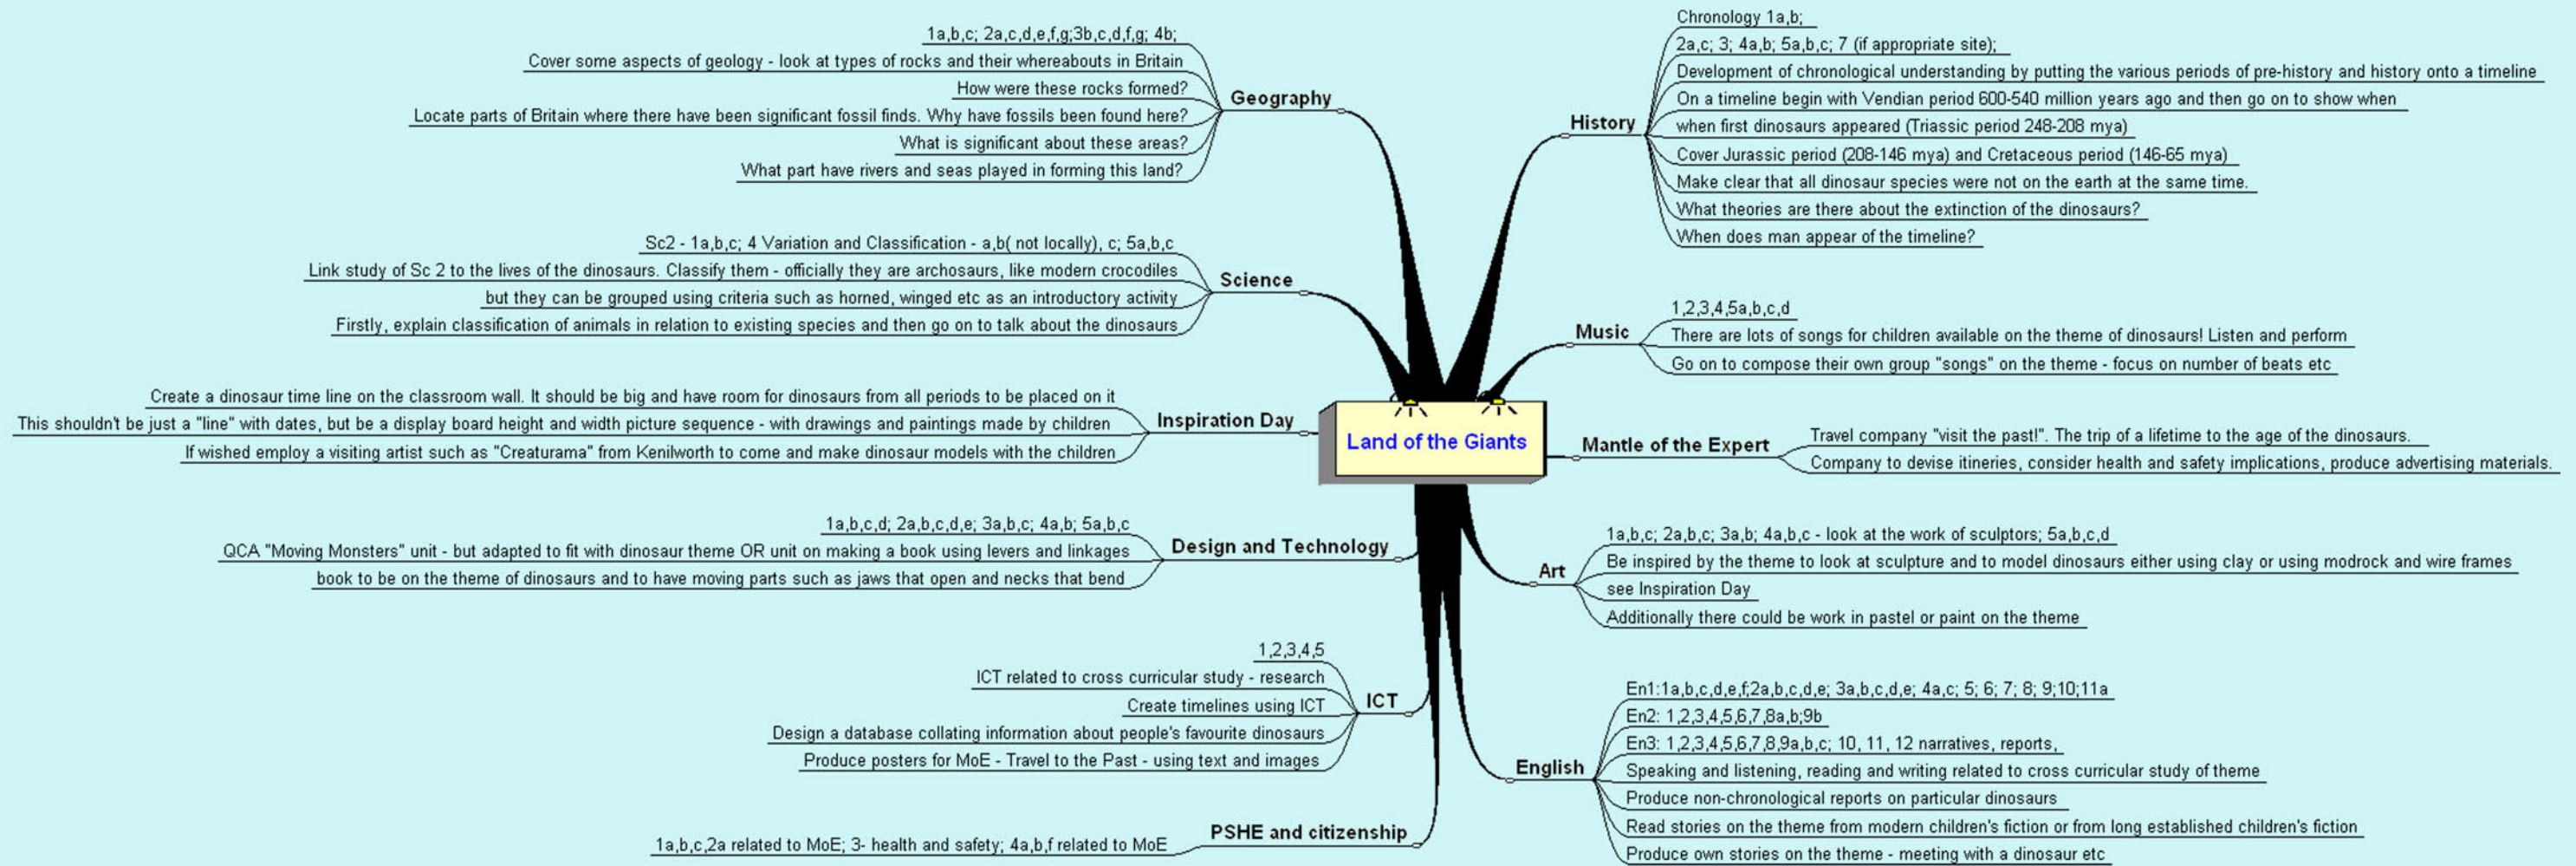 Land of the Giants
Geography
1a,b,c; 2a,c,d,e,f,g;3b,c,d,f,g; 4b;
Cover some aspects of geology - look at types of rocks and their whereabouts in Britain
How were these rocks formed?
Locate parts of Britain where there have been significant fossil finds. Why have fossils been found here?
What is significant about these areas?
What part have rivers and seas played in forming this land?
Science
Sc2 - 1a,b,c; 4 Variation and Classification - a,b( not locally), c; 5a,b,c
Link study of Sc 2 to the lives of the dinosaurs. Classify them - officially they are archosaurs, like modern crocodiles
but they can be grouped using criteria such as horned, winged etc as an introductory activity
Firstly, explain classification of animals in relation to existing species and then go on to talk about the dinosaurs
Inspiration Day
Create a dinosaur time line on the classroom wall. It should be big and have room for dinosaurs from all periods to be placed on it
This shouldn't be just a "line" with dates, but be a display board height and width picture sequence - with drawings and paintings made by children
If wished employ a visiting artist such as "Creaturama" from Kenilworth to come and make dinosaur models with the children
Design and Technology
1a,b,c,d; 2a,b,c,d,e; 3a,b,c; 4a,b; 5a,b,c
QCA "Moving Monsters" unit - but adapted to fit with dinosaur theme OR unit on making a book using levers and linkages
book to be on the theme of dinosaurs and to have moving parts such as jaws that open and necks that bend
ICT
1,2,3,4,5
ICT related to cross curricular study - research
Create timelines using ICT
Design a database collating information about people's favourite dinosaurs
Produce posters for MoE - Travel to the Past - using text and images
PSHE and citizenship
1a,b,c,2a related to MoE; 3- health and safety; 4a,b,f related to MoE
History
Chronology 1a,b;
2a,c; 3; 4a,b; 5a,b,c; 7 (if appropriate site);
Development of chronological understanding by putting the various periods of pre-history and history onto a timeline
On a timeline begin with Vendian period 600-540 million years ago and then go on to show when
when first dinosaurs appeared (Triassic period 248-208 mya)
Cover Jurassic period (208-146 mya) and Cretaceous period (146-65 mya)
Make clear that all dinosaur species were not on the earth at the same time.
What theories are there about the extinction of the dinosaurs?
When does man appear of the timeline?
Music
1,2,3,4,5a,b,c,d
There are lots of songs for children available on the theme of dinosaurs! Listen and perform
Go on to compose their own group "songs" on the theme - focus on number of beats etc
Mantle of the Expert
Travel company "visit the past!". The trip of a lifetime to the age of the dinosaurs.
Company to devise itineries, consider health and safety implications, produce advertising materials.
Art
1a,b,c; 2a,b,c; 3a,b; 4a,b,c - look at the work of sculptors; 5a,b,c,d
Be inspired by the theme to look at sculpture and to model dinosaurs either using clay or using modrock and wire frames
see Inspiration Day
Additionally there could be work in pastel or paint on the theme
English
En1:1a,b,c,d,e,f;2a,b,c,d,e; 3a,b,c,d,e; 4a,c; 5; 6; 7; 8; 9;10;11a
En2: 1,2,3,4,5,6,7,8a,b;9b
En3: 1,2,3,4,5,6,7,8,9a,b,c; 10, 11, 12 narratives, reports,
Speaking and listening, reading and writing related to cross curricular study of theme
Produce non-chronological reports on particular dinosaurs
Read stories on the theme from modern children's fiction or from long established children's fiction
Produce own stories on the theme - meeting with a dinosaur etc